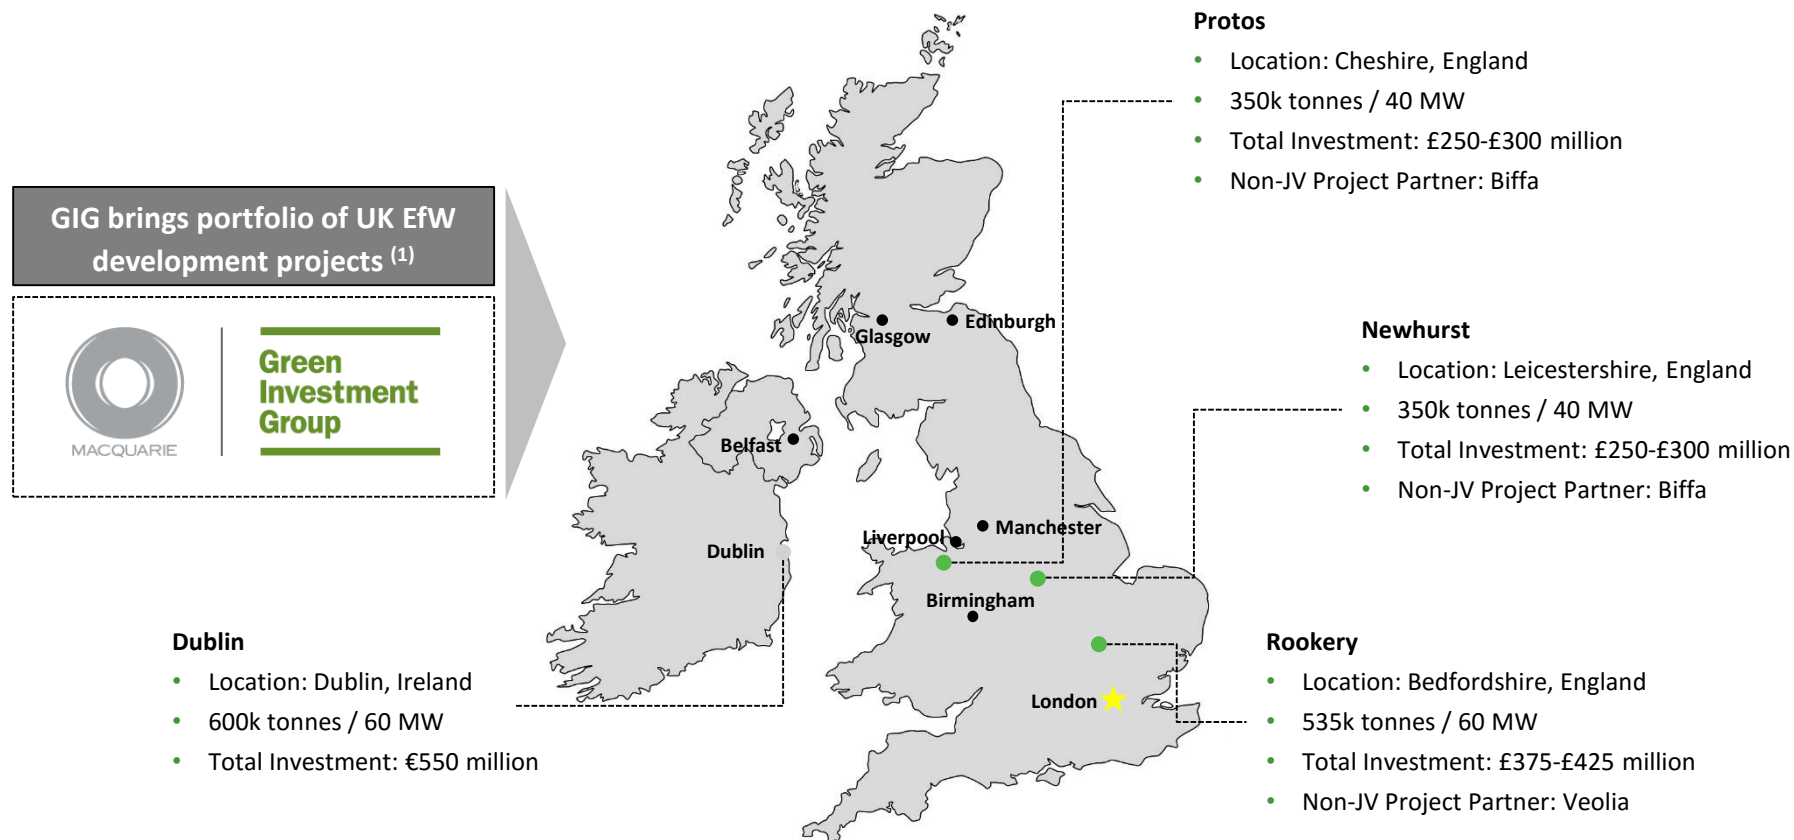 GIG brings portfolio of UK EfW
development projects (1)
MACQUARIE
Green
Investment
Group
Protos
• Location: Cheshire, England
• 350k tonnes / 40 MW
• Total Investment: £250-£300 million
• Non-JV Project Partner: Biffa
Glasgow
Edinburgh
Belfast
Newhurst
• Location: Leicestershire, England
• 350k tonnes / 40 MW
• Total Investment: £250-£300 million
• Non-JV Project Partner: Biffa
Manchester
Liverpool
Dublin
Birmingham
London
Dublin
• Location: Dublin, Ireland
• 600k tonnes / 60 MW
• Total Investment: €550 million
Rookery
• Location: Bedfordshire, England
• 535k tonnes / 60 MW
• Total Investment: £375-£425 million
• Non-JV Project Partner: Veolia